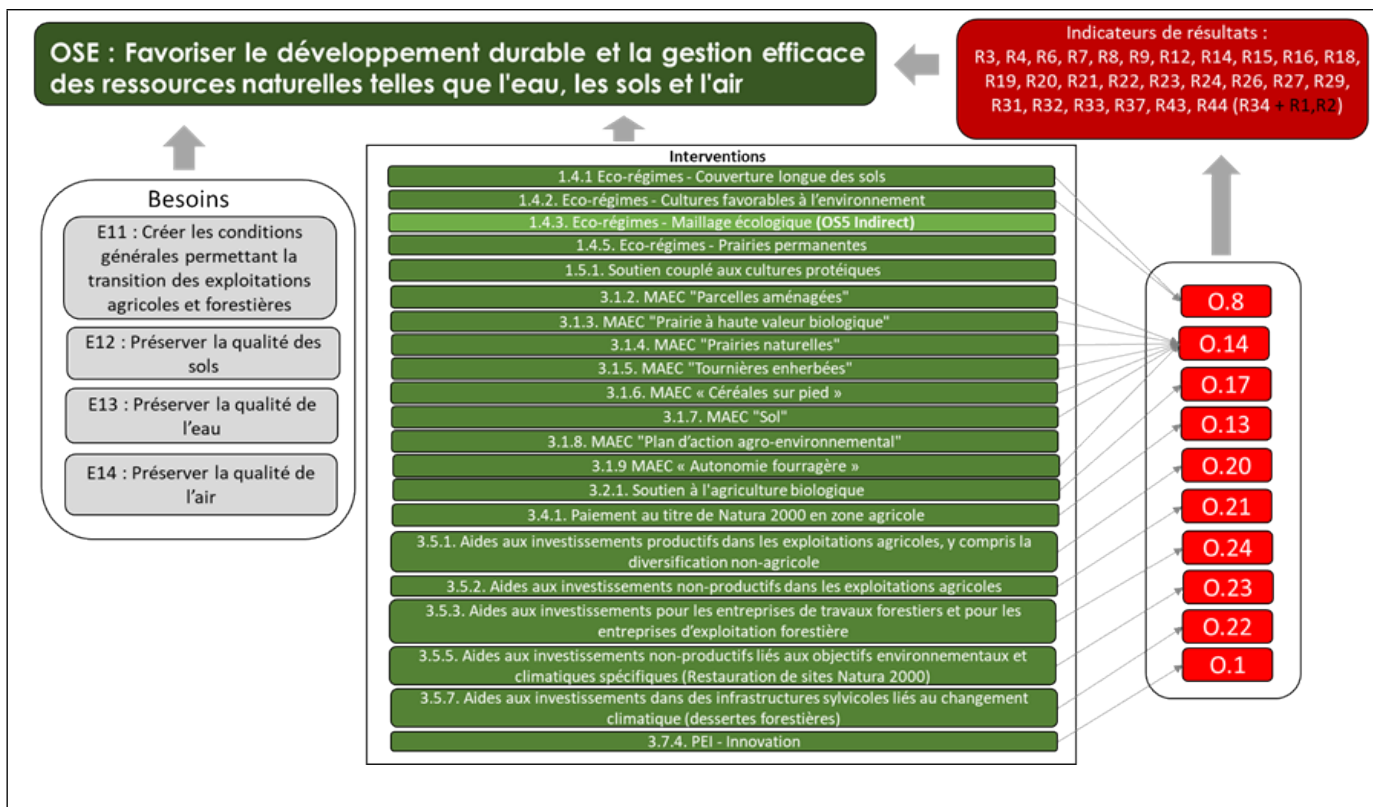 OSE : Favoriser le développement durable et la gestion efficace
des ressources naturelles telles que l'eau, les sols et l'air
Indicateurs de résultats :
R3, R4, R6, R7, R8, R9, R12, R14, R15, R16, R18,
R19, R20, R21, R22, R23, R24, R26, R27, R29,
R31, R32, R33, R37, R43, R44 (R34 + R1,R2)
Besoins
E11 : Créer les conditions
générales permettant la
transition des exploitations
agricoles et forestières
E12 : Préserver la qualité des
sols
E13 : Préserver la qualité de
l'eau
E14 : Préserver la qualité de
l'air
Interventions
1.4.1 Eco-régimes - Couverture longue des sols
1.4.2. Eco-régimes - Cultures favorables à l'environnement
1.4.3. Eco-régimes - Maillage écologique (OS5 Indirect)
1.4.5. Eco-régimes - Prairies permanentes
1.5.1. Soutien couplé aux cultures protéiques
3.1.2. MAEC "Parcelles aménagées"
3.1.3. MAEC "Prairie à haute valeur biologique"
3.1.4. MAEC "Prairies naturelles"
3.1.5. MAEC "Tournières enherbées"
3.1.6. MAEC « Céréales sur pied »
3.1.7. MAEC "Sol"
3.1.8. MAEC "Plan d'action agro-environnemental"
3.1.9 MAEC « Autonomie fourragère »
3.2.1. Soutien à l'agriculture biologique
3.4.1. Paiement au titre de Natura 2000 en zone agricole
3.5.1. Aides aux investissements productifs dans les exploitations agricoles, y compris la
diversification non-agricole
3.5.2. Aides aux investissements non-productifs dans les exploitations agricoles
3.5.3. Aides aux investissements pour les entreprises de travaux forestiers et pour les
entreprises d'exploitation forestière
3.5.5. Aides aux investissements non-productifs liés aux objectifs environnementaux et
climatiques spécifiques (Restauration de sites Natura 2000)
3.5.7. Aides aux investissements dans des infrastructures sylvicoles liés au changement
climatique (dessertes forestières)
3.7.4. PEI - Innovation
O.8
O.14
O.17
O.13
O.20
O.21
O.24
O.23
O.22
O.1